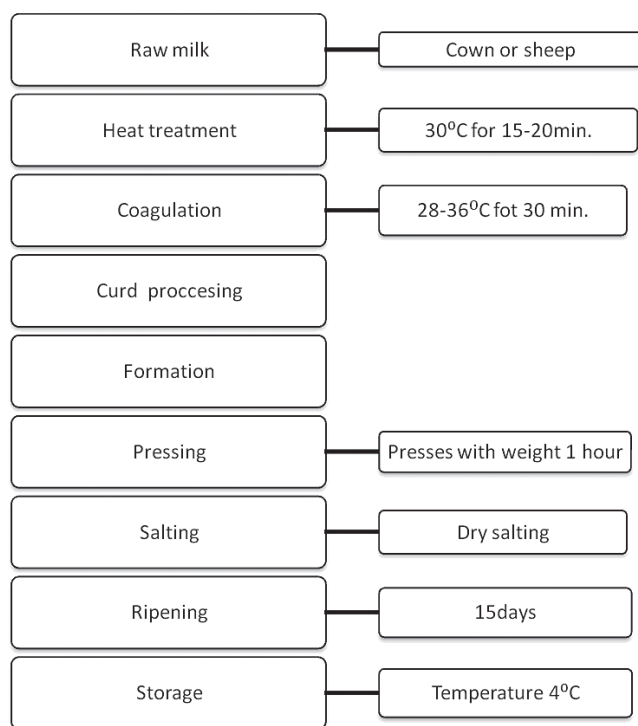 Raw milk
Cown or sheep
Heat treatment
30⁰C for 15-20min.
Coagulation
28-36⁰C fot 30 min.
Curd  proccesing
Formation
Pressing
Presses with weight 1 hour
Salting
Dry salting
Ripening
15days
Storage
Temperature 4⁰C